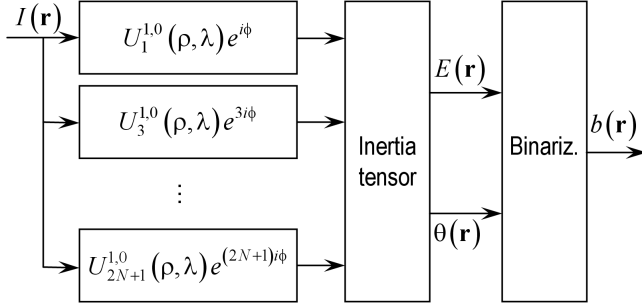 I(r)
U_1^{1,0}(ρ,λ)e^{iϕ}
U_3^{1,0}(ρ,λ)e^{3iϕ}
⋮
U_{2N+1}^{1,0}(ρ,λ)e^{(2N+1)iϕ}
Inertia
tensor
E(r)
θ(r)
Binariz.
b(r)